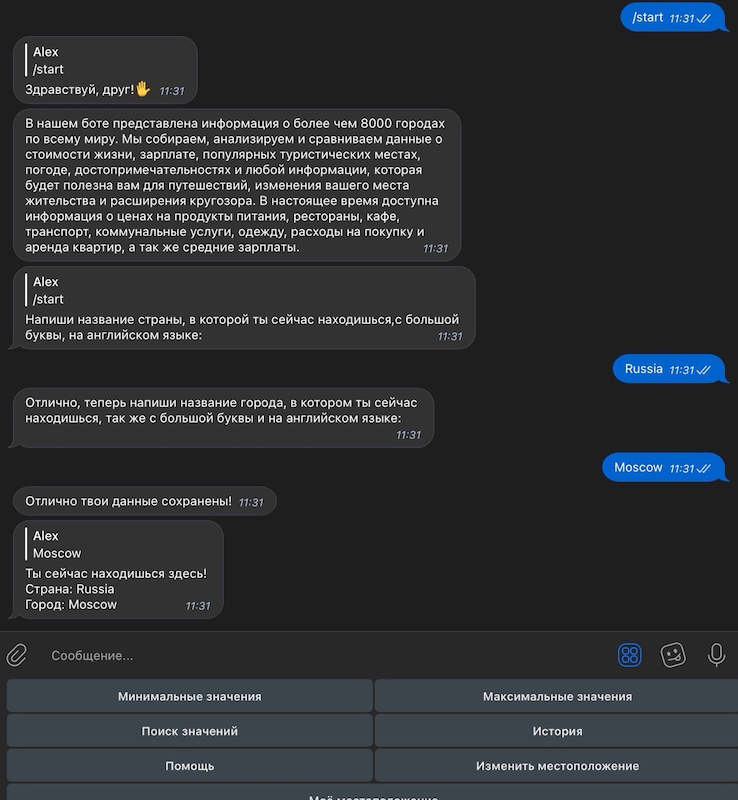 /start 11:31
Alex
/start
Здравствуй, друг!🖐 11:31
В нашем боте представлена информация о более чем 8000 городах
по всему миру. Мы собираем, анализируем и сравниваем данные о
стоимости жизни, зарплате, популярных туристических местах,
погоде, достопримечательностях и любой информации, которая
будет полезна вам для путешествий, изменения вашего места
жительства и расширения кругозора. В настоящее время доступна
информация о ценах на продукты питания, рестораны, кафе,
транспорт, коммунальные услуги, одежду, расходы на покупку и
аренда квартир, а так же средние зарплаты. 11:31
Alex
/start
Напиши название страны, в которой ты сейчас находишься,с большой
буквы, на английском языке: 11:31
Russia 11:31
Отлично, теперь напиши название города, в котором ты сейчас
находишься, так же с большой буквы и на английском языке:
11:31
Moscow 11:31
Отлично твои данные сохранены! 11:31
Alex
Moscow
Ты сейчас находишься здесь!
Страна: Russia
Город: Moscow 11:31
Сообщение...
Минимальные значения Максимальные значения
Поиск значений История
Помощь Изменить местоположение
Моё местоположение